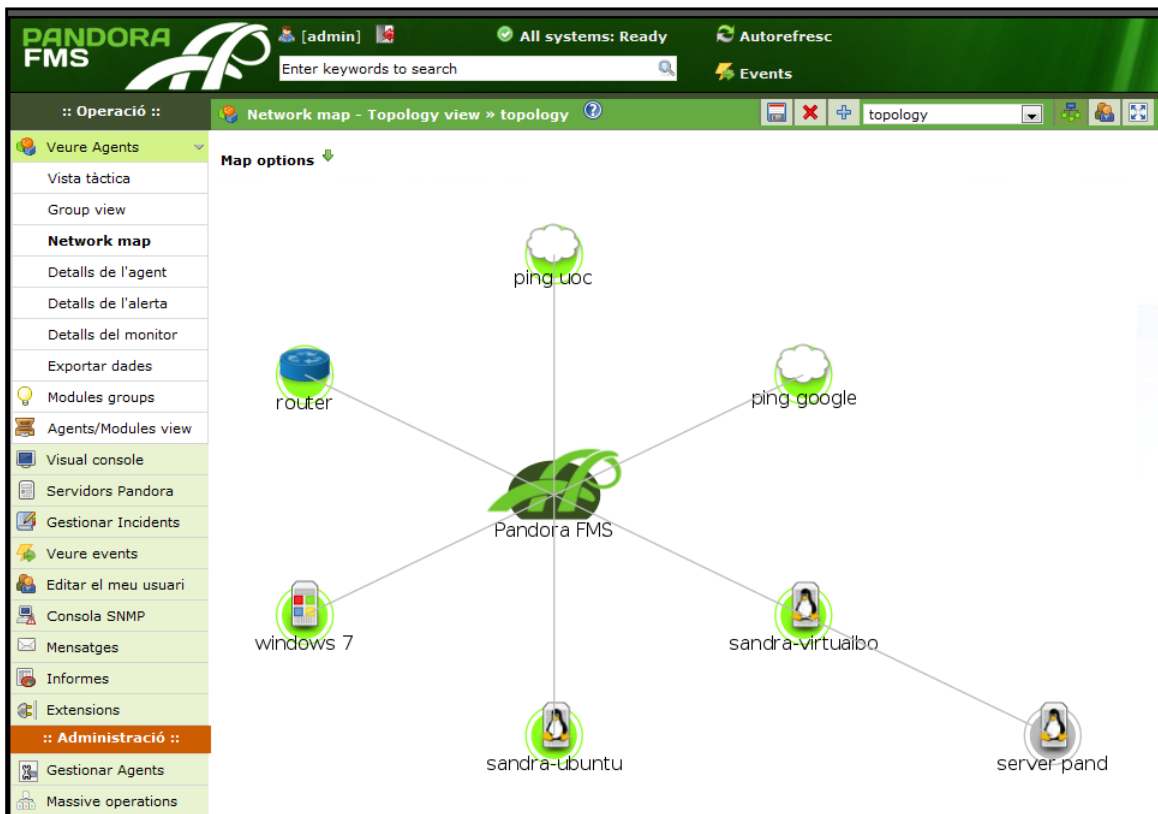 PANDORA
FMS
[admin]
All systems: Ready
Autorefresc
Enter keywords to search
Events
:: Operació ::
Network map - Topology view » topology
topology
Veure Agents
Vista tàctica
Group view
Network map
Detalls de l'agent
Detalls de l'alerta
Detalls del monitor
Exportar dades
Modules groups
Agents/Modules view
Visual console
Servidors Pandora
Gestionar Incidents
Veure events
Editar el meu usuari
Consola SNMP
Mensatges
Informes
Extensions
:: Administració ::
Gestionar Agents
Massive operations
Map options
ping uoc
router
ping google
Pandora FMS
windows 7
sandra-virtualbo
sandra-ubuntu
server pand